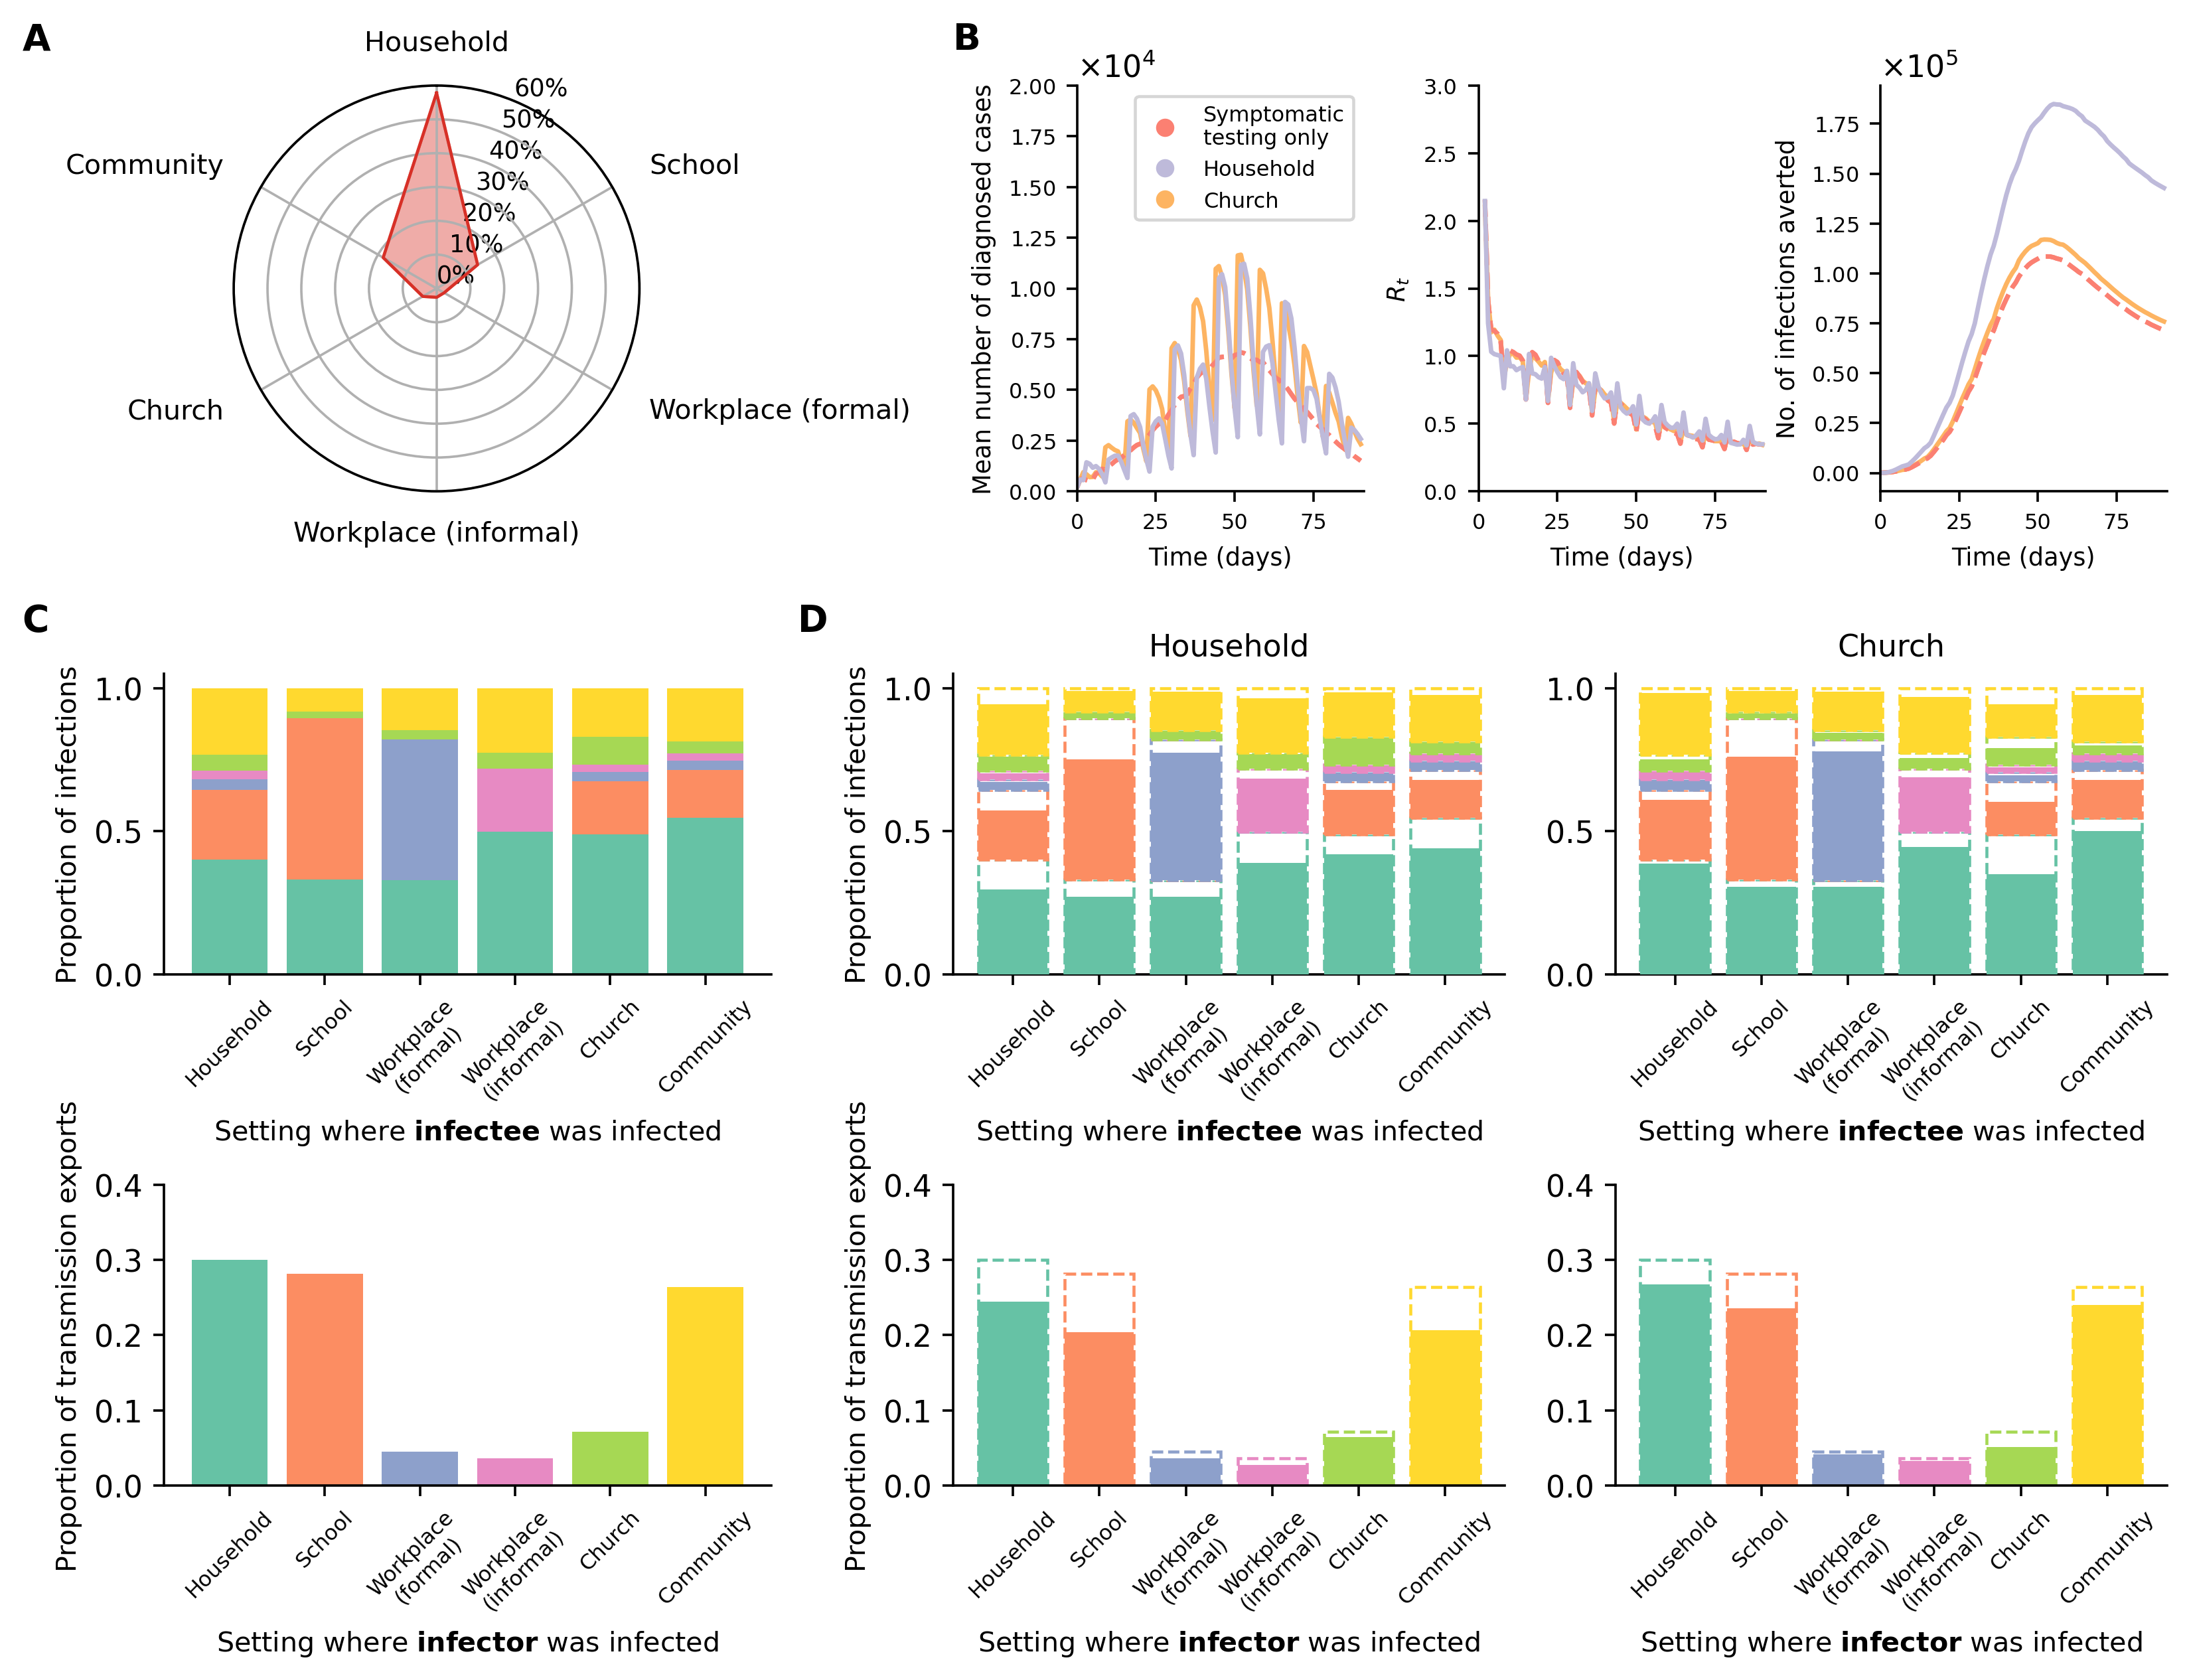 A
Household
60%
50%
40%
30%
20%
10%
0%
Community
School
Church
Workplace (formal)
Workplace (informal)
B
×10⁴
Mean number of diagnosed cases
2.00
1.75
1.50
1.25
1.00
0.75
0.50
0.25
0.00
Symptomatic
testing only
Household
Church
0
25
50
75
Time (days)
R_t
3.0
2.5
2.0
1.5
1.0
0.5
0.0
0
25
50
75
Time (days)
×10⁵
No. of infections averted
1.75
1.50
1.25
1.00
0.75
0.50
0.25
0.00
0
25
50
75
Time (days)
C
Proportion of infections
1.0
0.5
0.0
Household
School
Workplace
(formal)
Workplace
(informal)
Church
Community
Setting where infectee was infected
Proportion of transmission exports
0.4
0.3
0.2
0.1
0.0
Household
School
Workplace
(formal)
Workplace
(informal)
Church
Community
Setting where infector was infected
D
Household
Proportion of infections
1.0
0.5
0.0
Household
School
Workplace
(formal)
Workplace
(informal)
Church
Community
Setting where infectee was infected
Church
1.0
0.5
0.0
Household
School
Workplace
(formal)
Workplace
(informal)
Church
Community
Setting where infectee was infected
Proportion of transmission exports
0.4
0.3
0.2
0.1
0.0
Household
School
Workplace
(formal)
Workplace
(informal)
Church
Community
Setting where infector was infected
0.4
0.3
0.2
0.1
0.0
Household
School
Workplace
(formal)
Workplace
(informal)
Church
Community
Setting where infector was infected